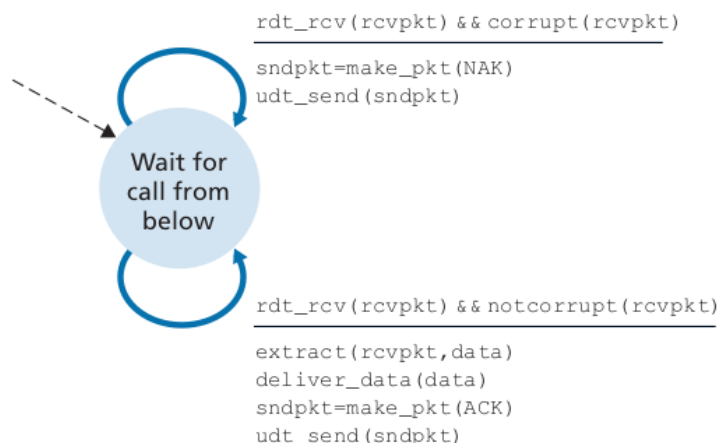 rdt_rcv(rcvpkt) && corrupt(rcvpkt)
sndpkt=make_pkt(NAK)
udt_send(sndpkt)
Wait for
call from
below
rdt_rcv(rcvpkt) && notcorrupt(rcvpkt)
extract(rcvpkt,data)
deliver_data(data)
sndpkt=make_pkt(ACK)
udt_send(sndpkt)